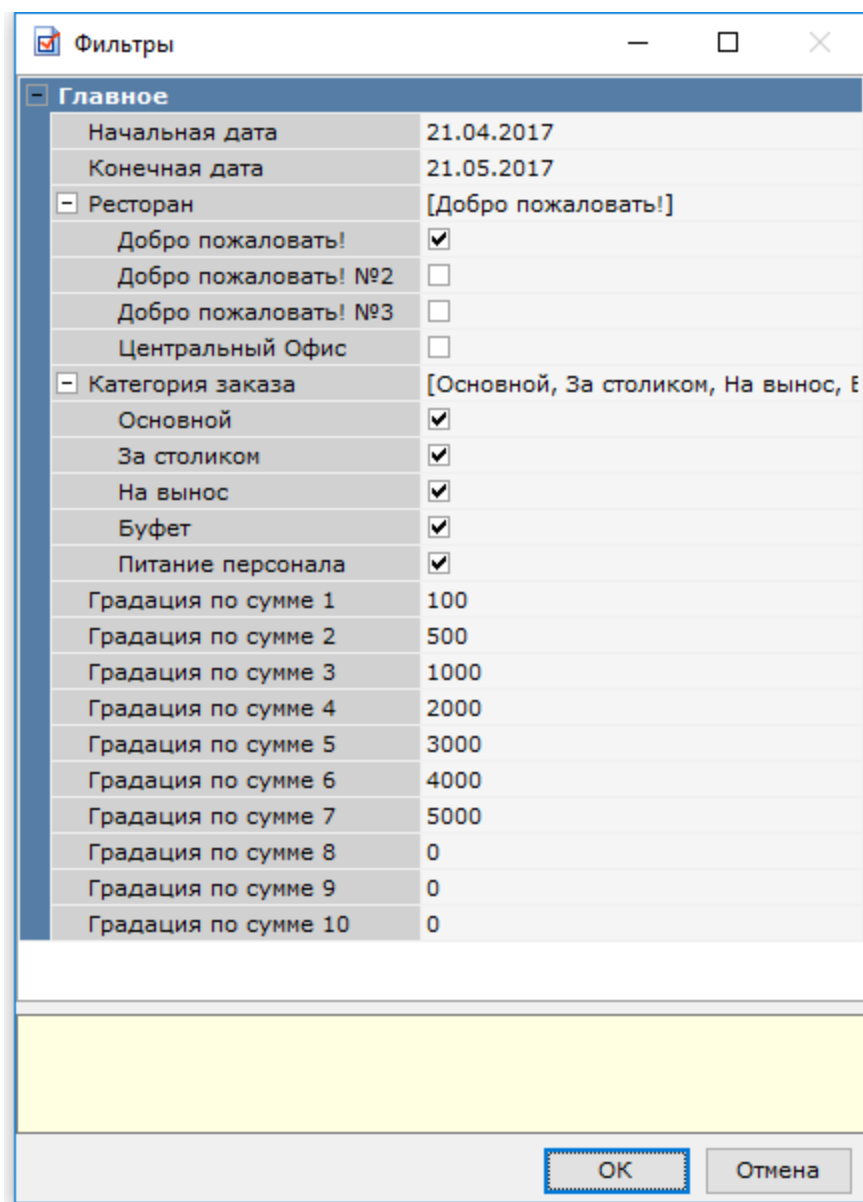 Фильтры
Главное
Начальная дата 21.04.2017
Конечная дата 21.05.2017
Ресторан [Добро пожаловать!]
Добро пожаловать!
Добро пожаловать! №2
Добро пожаловать! №3
Центральный Офис
Категория заказа [Основной, За столиком, На вынос,
Основной
За столиком
На вынос
Буфет
Питание персонала
Градация по сумме 1 100
Градация по сумме 2 500
Градация по сумме 3 1000
Градация по сумме 4 2000
Градация по сумме 5 3000
Градация по сумме 6 4000
Градация по сумме 7 5000
Градация по сумме 8 0
Градация по сумме 9 0
Градация по сумме 10 0
ОК Отмена